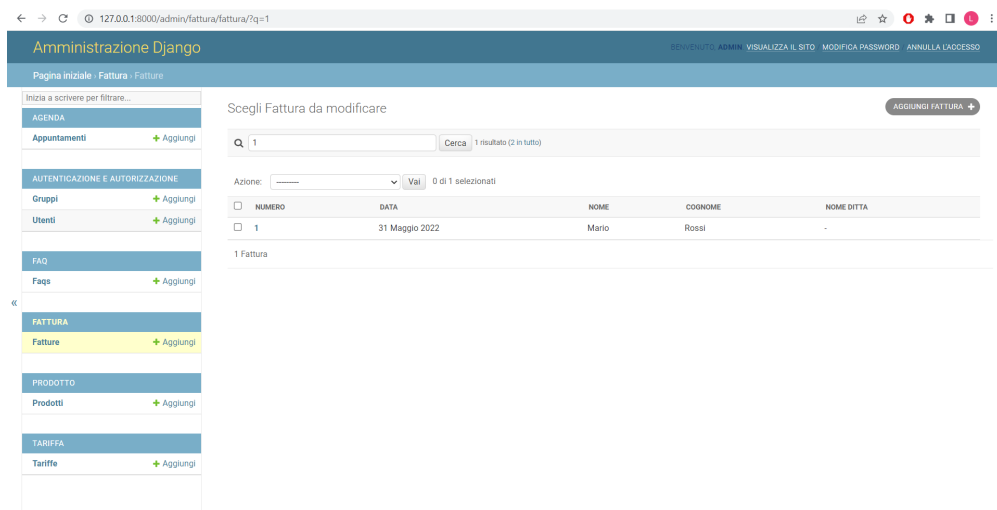 127.0.0.1:8000/admin/fattura/fattura/?q=1
L
Amministrazione Django
BENVENUTO, ADMIN VISUALIZZA IL SITO MODIFICA PASSWORD ANNULLA L'ACCESSO
Pagina iniziale › Fattura › Fatture
Inizia a scrivere per filtrare...
AGENDA
Appuntamenti + Aggiungi
AUTENTICAZIONE E AUTORIZZAZIONE
Gruppi + Aggiungi
Utenti + Aggiungi
FAQ
Faqs + Aggiungi
«
FATTURA
Fatture + Aggiungi
PRODOTTO
Prodotti + Aggiungi
TARIFFA
Tariffe + Aggiungi
Scegli Fattura da modificare
AGGIUNGI FATTURA +
1 Cerca 1 risultato (2 in tutto)
Azione: --------- Vai 0 di 1 selezionati
NUMERO DATA NOME COGNOME NOME DITTA
1 31 Maggio 2022 Mario Rossi -
1 Fattura